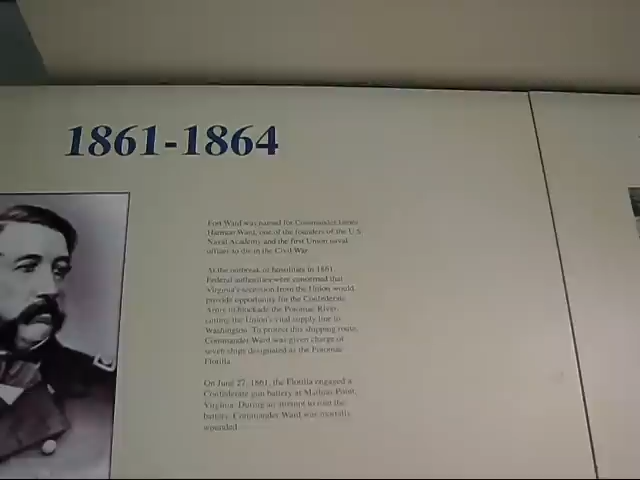 1861-1864
Fort Ward was named for Commander James
Harmon Ward, one of the founders of the U.S.
Naval Academy and the first Union naval
officer to die in the Civil War.
At the outbreak of hostilities in 1861,
Federal authorities were concerned that
Virginia's secession from the Union would
provide opportunity for the Confederate
Army to blockade the Potomac River,
cutting the Union's vital supply line to
Washington. To protect this shipping route,
Commander Ward was given charge of
seven ships designated as the Potomac
Flotilla.
On June 27, 1861, the Flotilla engaged a
Confederate gun battery at Mathias Point,
Virginia. During an attempt to raid the
battery, Commander Ward was mortally
wounded.